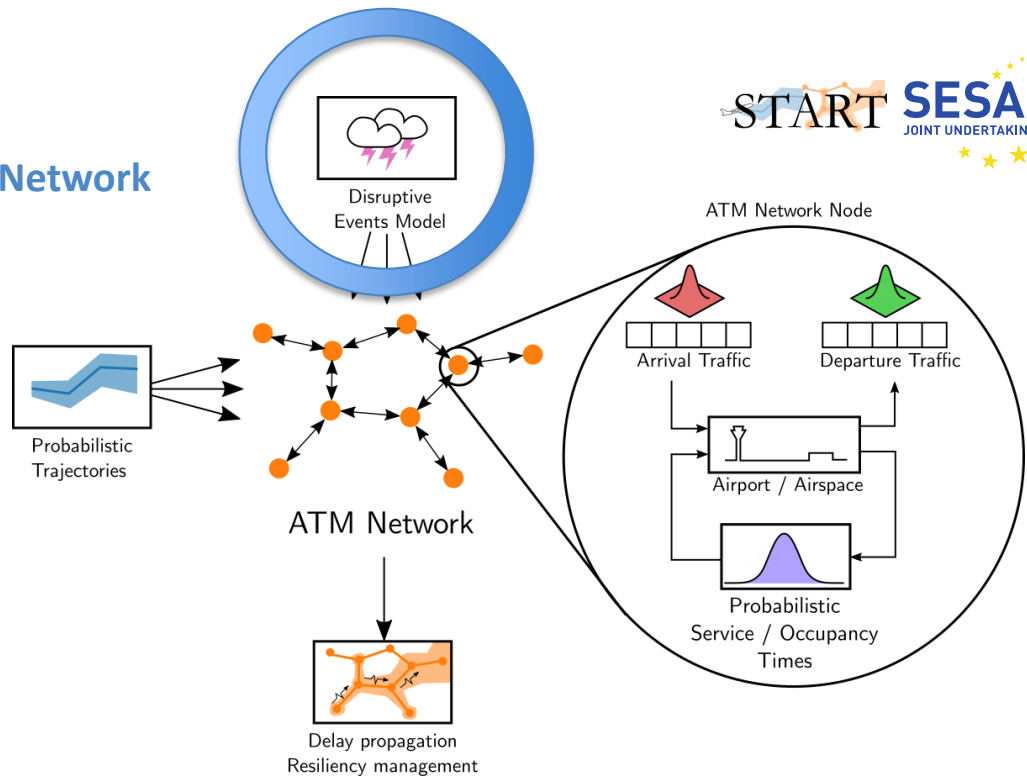 START
SESA
JOINT UNDERTAKIN
Network
Disruptive
Events Model
ATM Network Node
Arrival Traffic
Departure Traffic
Probabilistic
Trajectories
Airport / Airspace
ATM Network
Probabilistic
Service / Occupancy
Times
Delay propagation
Resiliency management